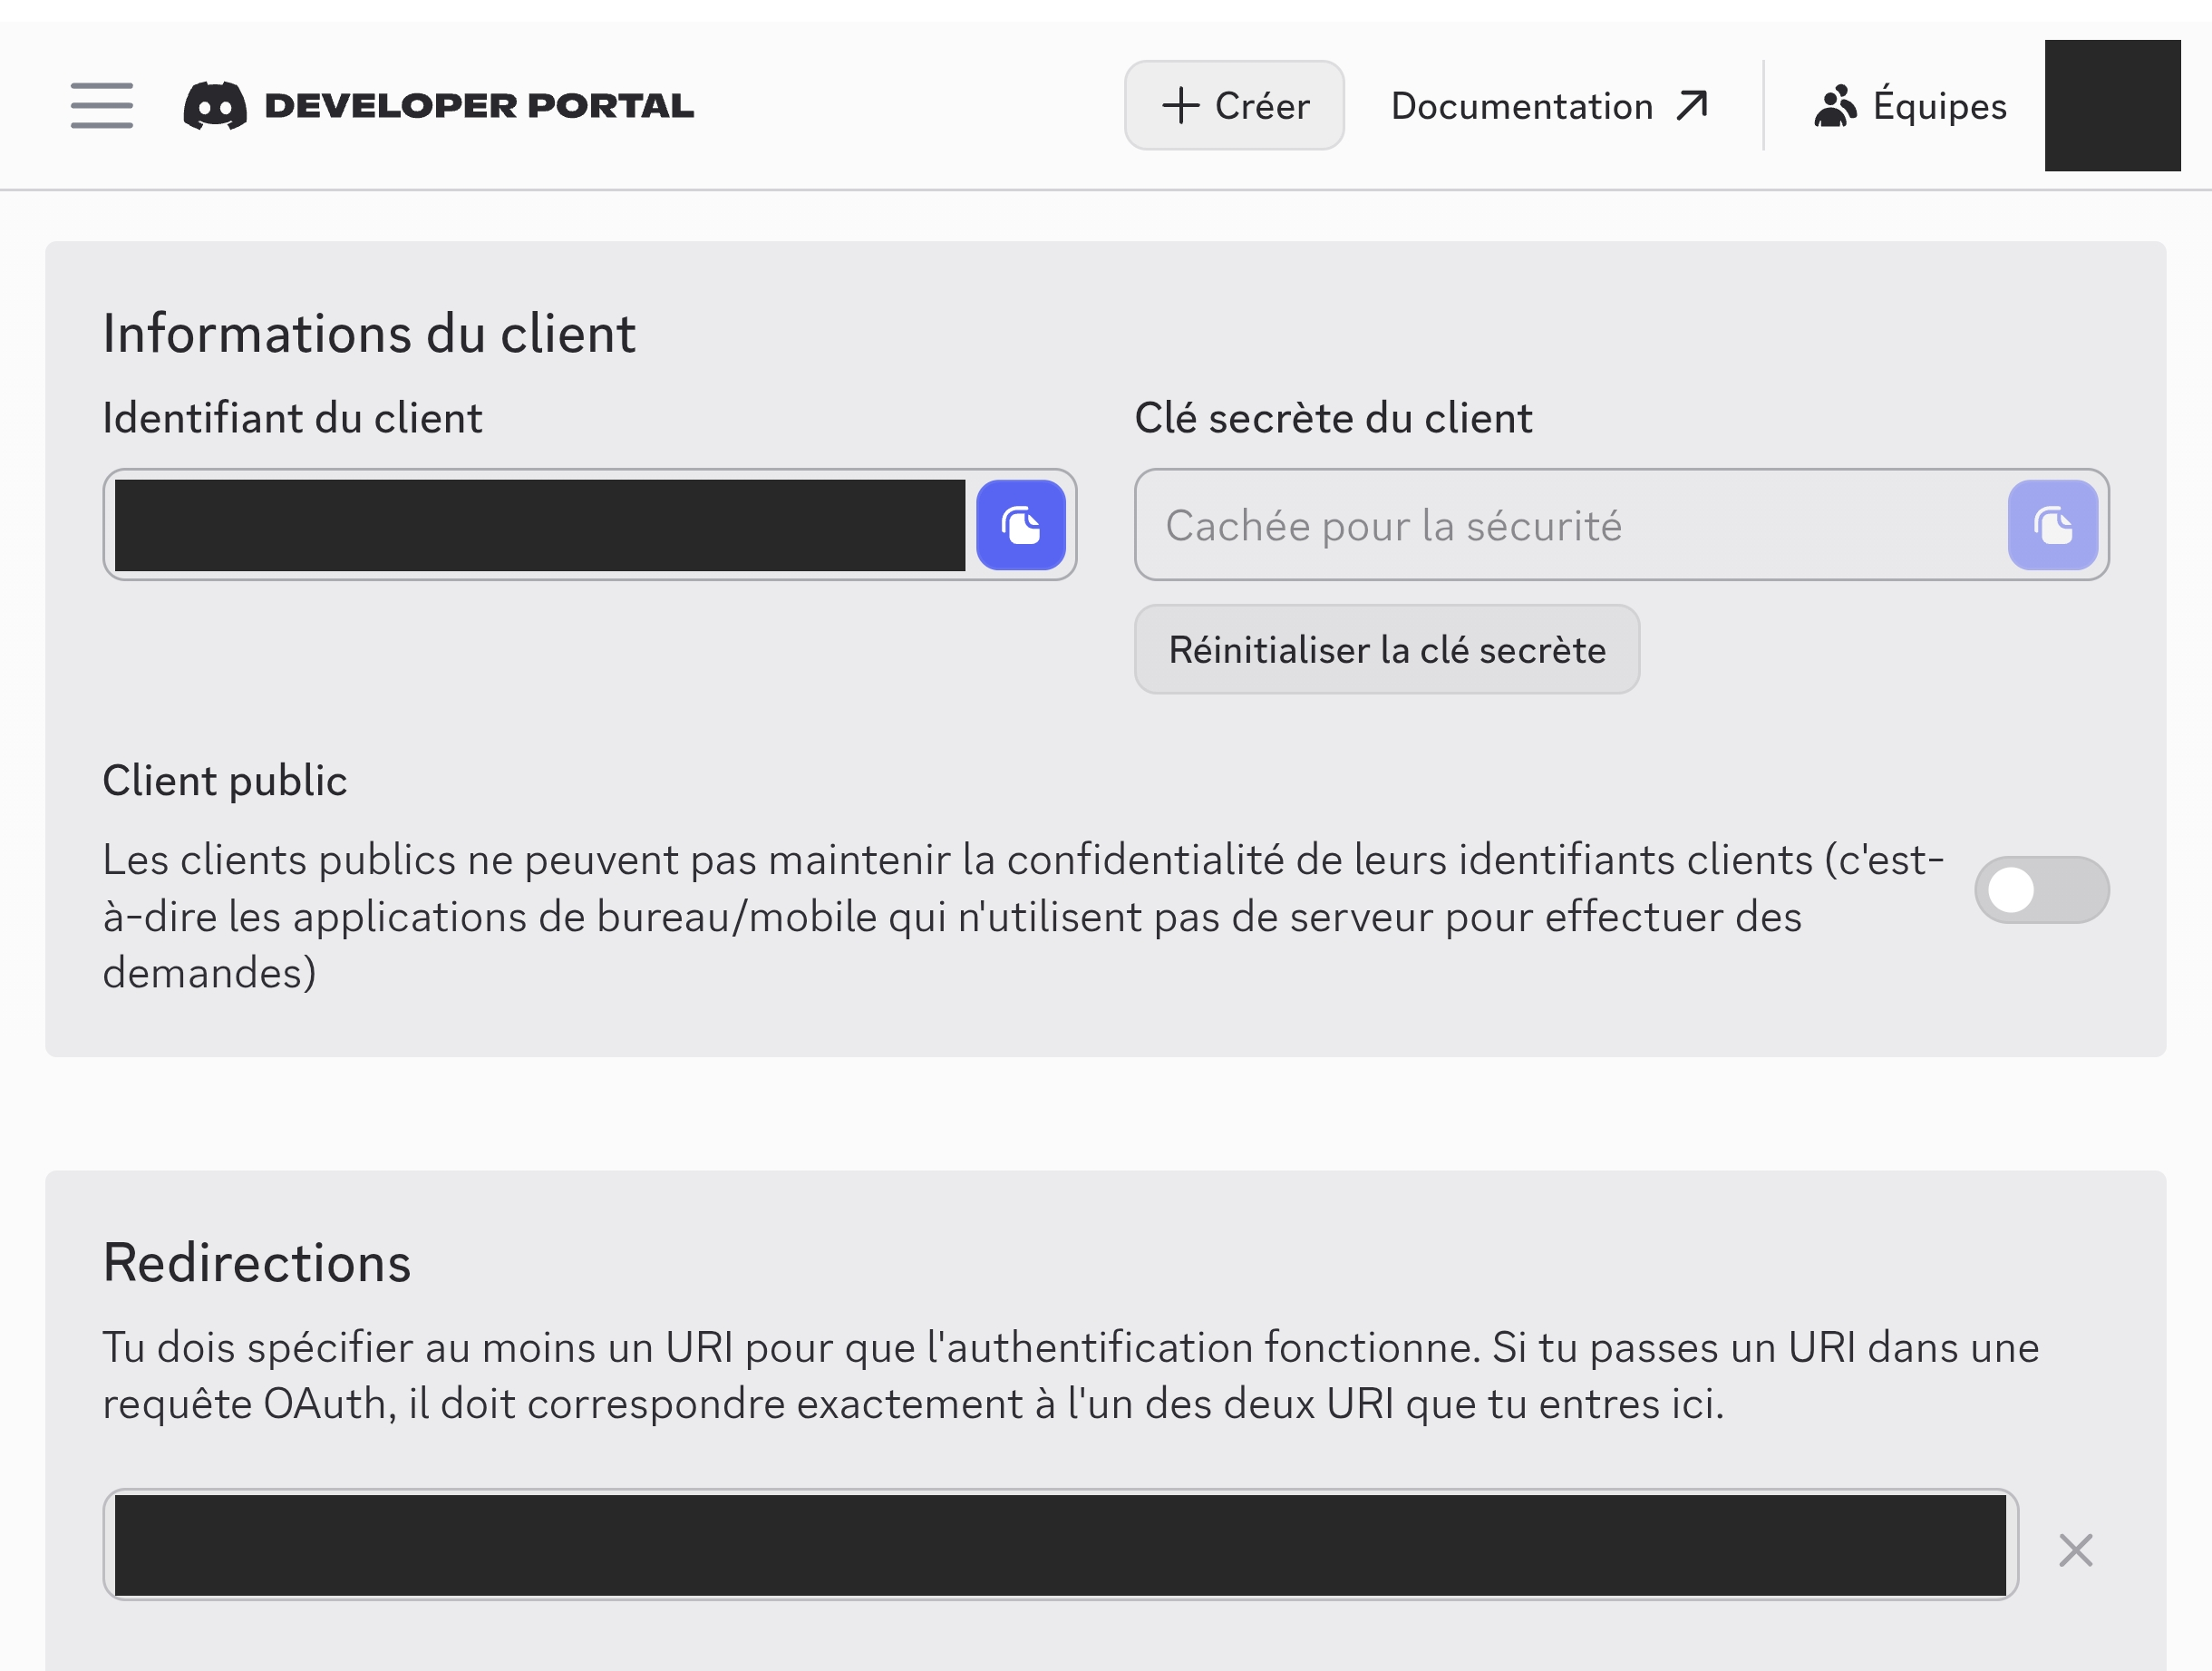 DEVELOPER PORTAL
Créer
Documentation
Équipes
Informations du client
Identifiant du client
Clé secrète du client
Cachée pour la sécurité
Réinitialiser la clé secrète
Client public
Les clients publics ne peuvent pas maintenir la confidentialité de leurs identifiants clients (c'est-
à-dire les applications de bureau/mobile qui n'utilisent pas de serveur pour effectuer des
demandes)
Redirections
Tu dois spécifier au moins un URI pour que l'authentification fonctionne. Si tu passes un URI dans une
requête OAuth, il doit correspondre exactement à l'un des deux URI que tu entres ici.